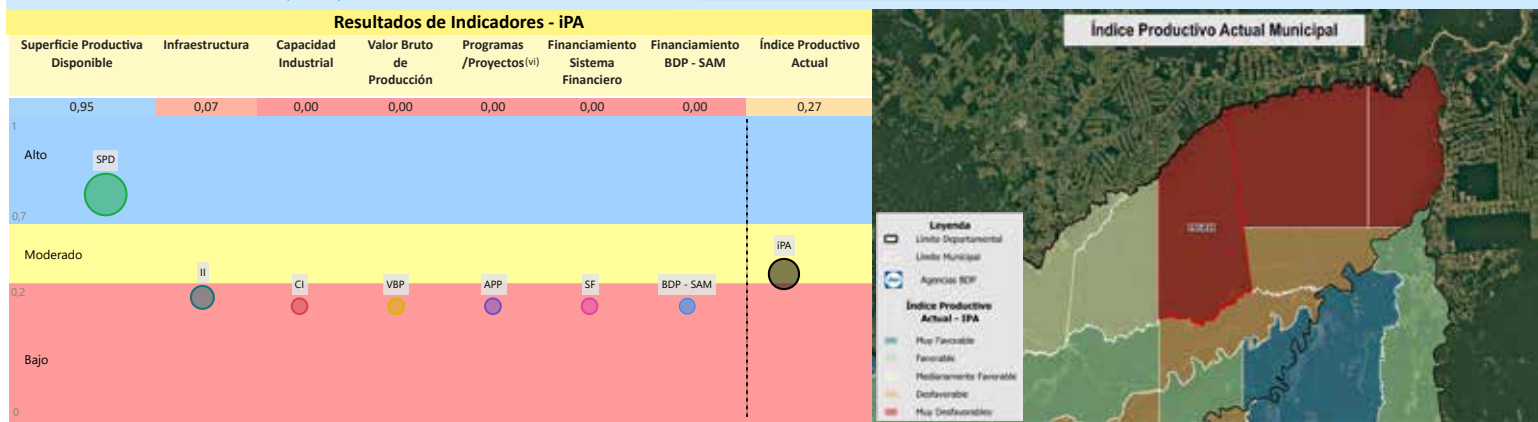 Resultados de Indicadores - iPA
Superficie Productiva
Disponible
Infraestructura
Capacidad
Industrial
Valor Bruto
de
Producción
Programas
/Proyectos(vi)
Financiamiento
Sistema
Financiero
Financiamiento
BDP - SAM
Índice Productivo
Actual
0,95
0,07
0,00
0,00
0,00
0,00
0,00
0,27
1
Alto
SPD
0,7
Moderado
iPA
II
0,2
CI
VBP
APP
SF
BDP - SAM
Bajo
0
Índice Productivo Actual Municipal
Leyenda
Límite Departamental
Límite Municipal
Agencias BDP
Índice Productivo
Actual - IPA
Muy Favorable
Favorable
Medianamente Favorable
Desfavorable
Muy Desfavorables